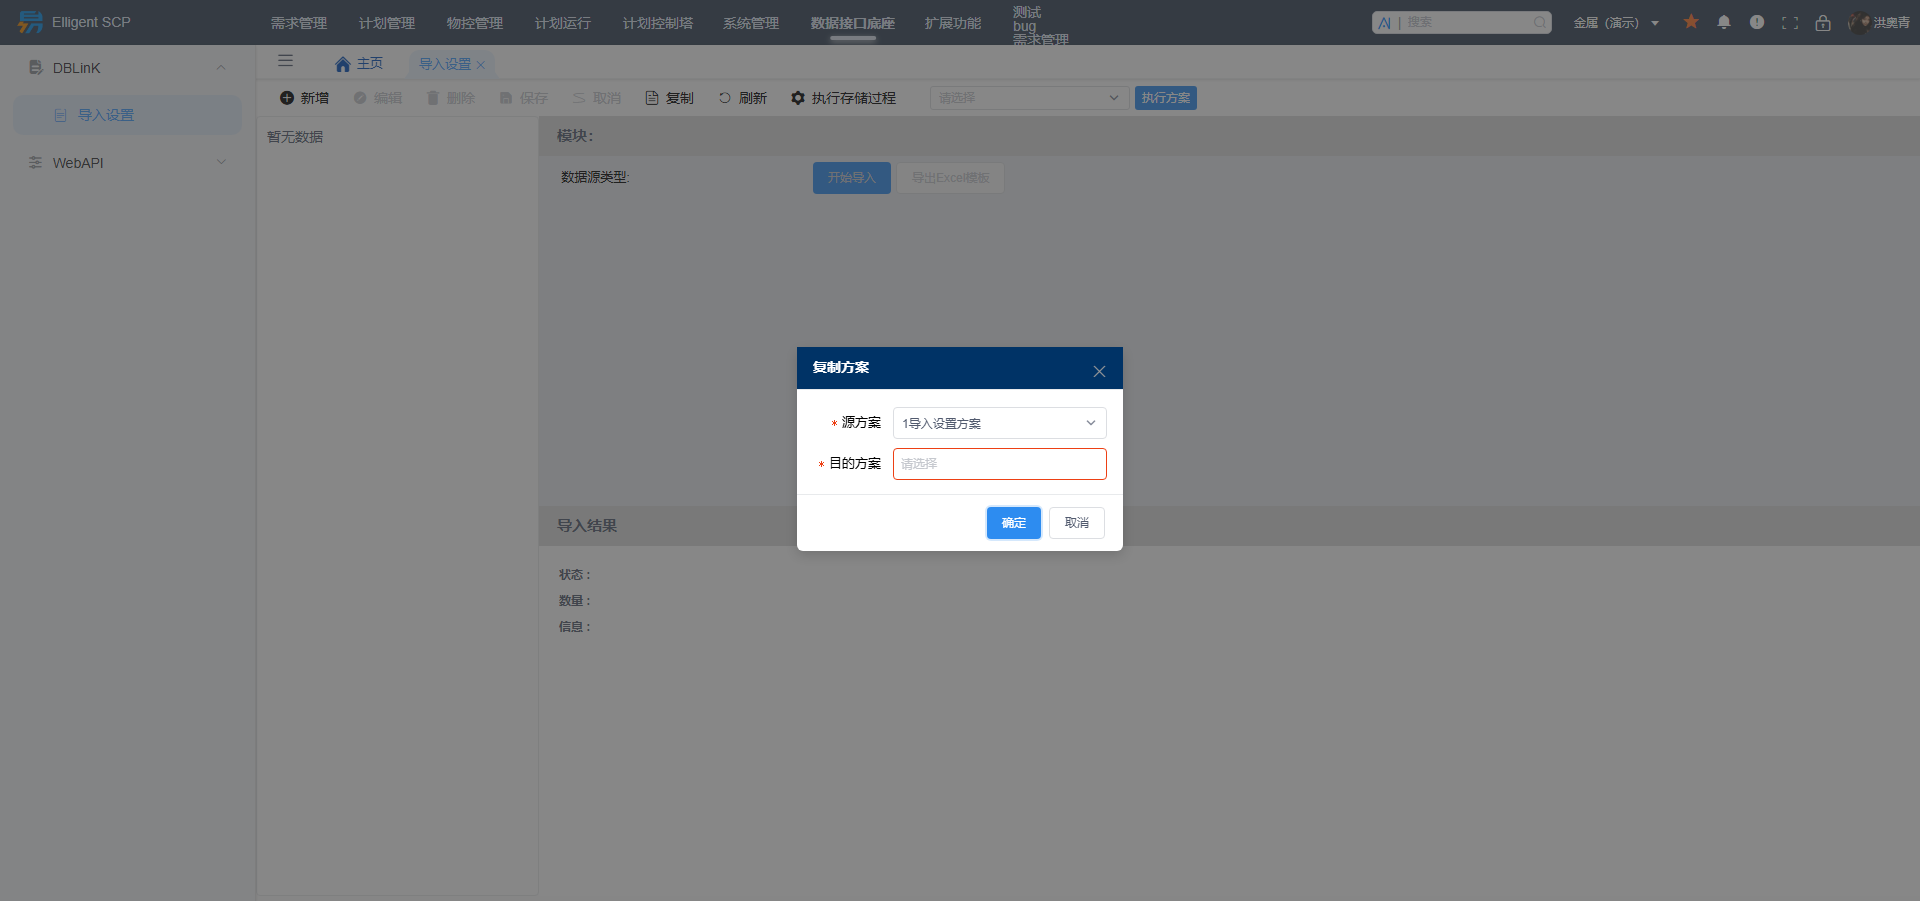 Elligent SCP
需求管理 计划管理 物控管理 计划运行 计划控制塔 系统管理 数据接口底座 扩展功能
测试
bug
需求管理
AI | 搜索
金属（演示）
洪奥青
DBLinK
导入设置
WebAPI
主页 导入设置
新增 编辑 删除 保存 取消 复制 刷新 执行存储过程 请选择 执行方案
暂无数据
模块:
数据源类型:
开始导入 导出Excel模板
复制方案
* 源方案 1导入设置方案
* 目的方案 请选择
确定 取消
导入结果
状态 :
数量 :
信息 :